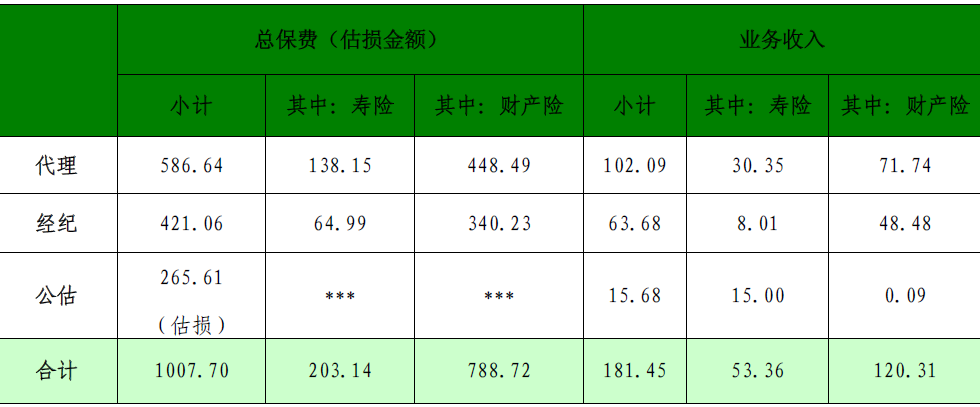 总保费（估损金额） 业务收入
小计 其中：寿险 其中：财产险 小计 其中：寿险 其中：财产险
代理 586.64 138.15 448.49 102.09 30.35 71.74
经纪 421.06 64.99 340.23 63.68 8.01 48.48
公估 265.61
（估损） *** *** 15.68 15.00 0.09
合计 1007.70 203.14 788.72 181.45 53.36 120.31